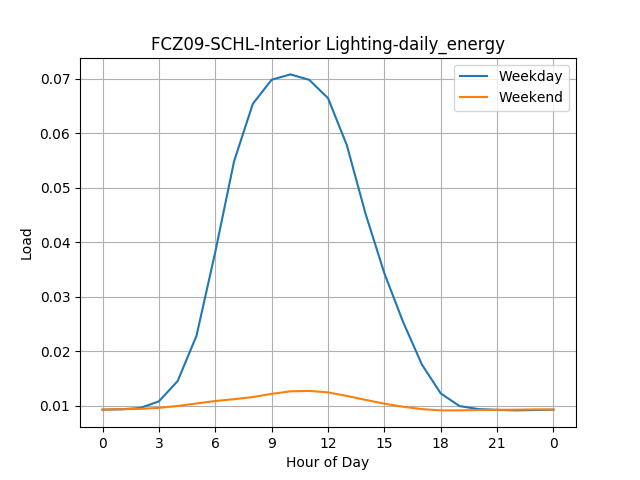 FCZ09-SCHL-Interior Lighting-daily_energy
Weekday
Weekend
0.07
0.06
0.05
0.04
0.03
0.02
0.01
Load
0 3 6 9 12 15 18 21 0
Hour of Day